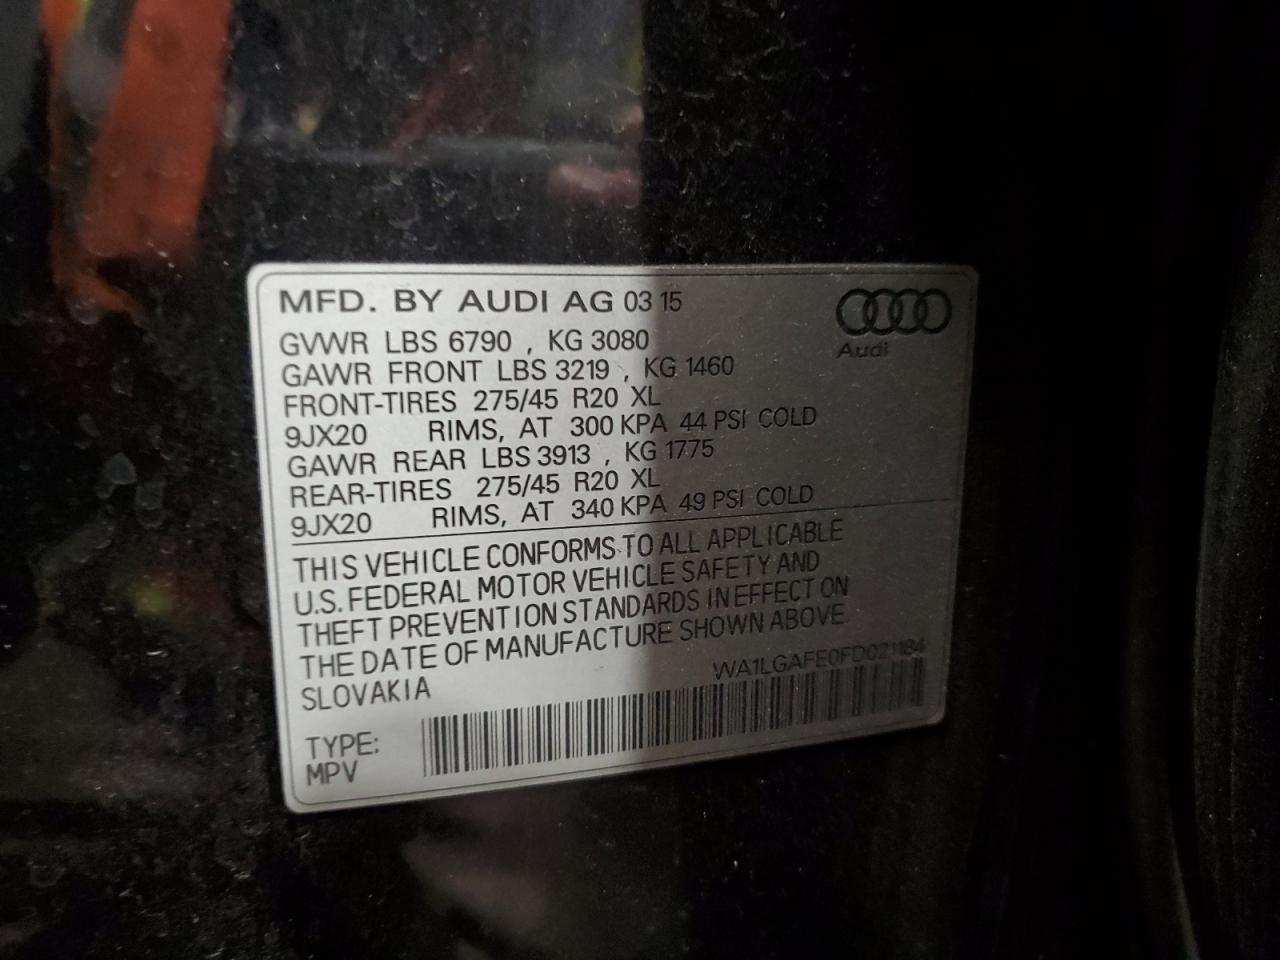 MFD. BY AUDI AG 03 15
Audi
GVWR LBS 6790 , KG 3080
GAWR FRONT LBS 3219 , KG 1460
FRONT-TIRES 275/45 R20 XL
9JX20 RIMS, AT 300 KPA 44 PSI COLD
GAWR REAR LBS 3913 , KG 1775
REAR-TIRES 275/45 R20 XL
9JX20 RIMS, AT 340 KPA 49 PSI COLD
THIS VEHICLE CONFORMS TO ALL APPLICABLE
U.S. FEDERAL MOTOR VEHICLE SAFETY AND
THEFT PREVENTION STANDARDS IN EFFECT ON
THE DATE OF MANUFACTURE SHOWN ABOVE
SLOVAKIA
WA1LGAFE0FD021184
TYPE:
MPV